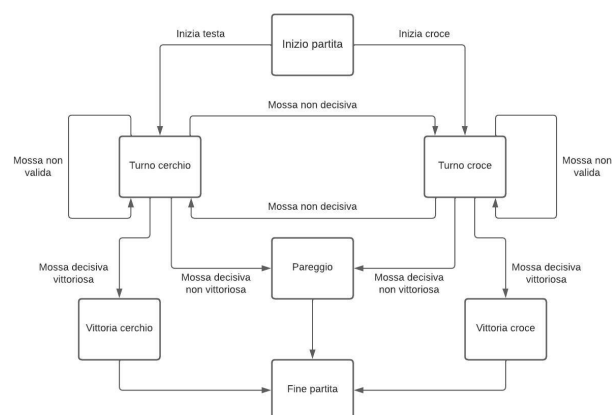 Inizia testa
Inizio partita
Inizia croce
Mossa non decisiva
Mossa non
valida
Turno cerchio
Turno croce
Mossa non
valida
Mossa non decisiva
Mossa decisiva
vittoriosa
Mossa decisiva
non vittoriosa
Pareggio
Mossa decisiva
non vittoriosa
Mossa decisiva
vittoriosa
Vittoria cerchio
Vittoria croce
Fine partita